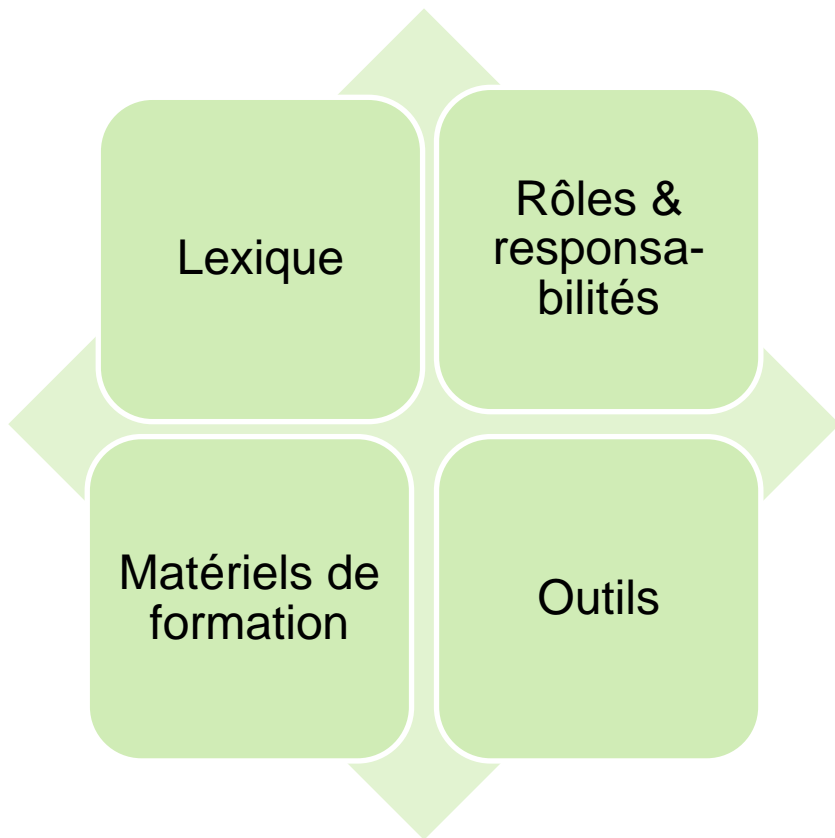 Lexique
Rôles &
responsa-
bilités
Matériels de
formation
Outils